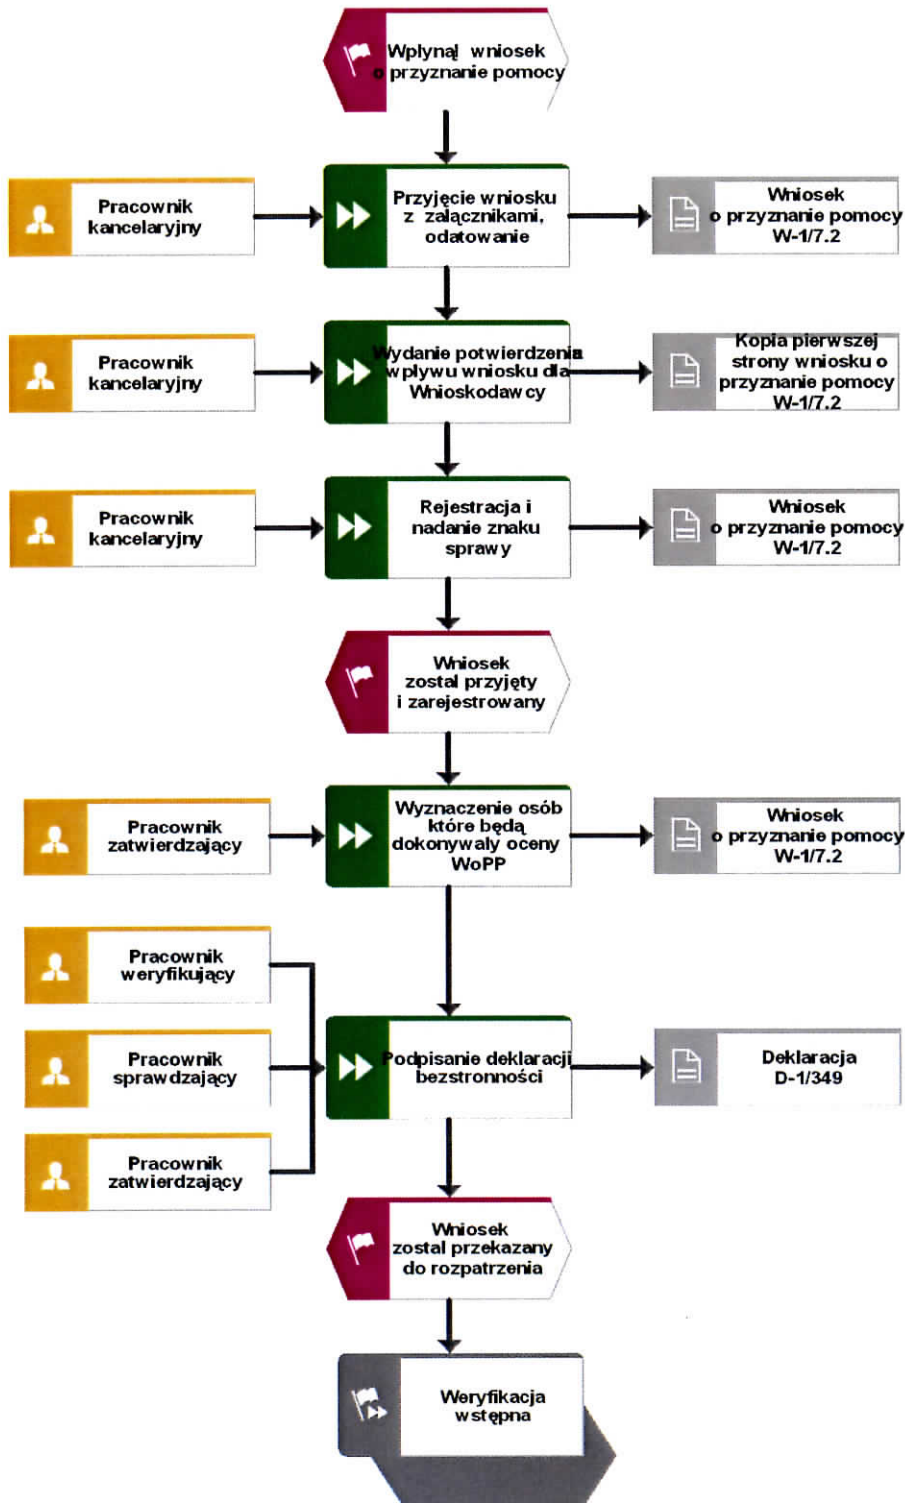 Wpłynął wniosek
o przyznanie pomocy
Pracownik
kancelaryjny
Przyjęcie wniosku
z załącznikami,
odatowanie
Wniosek
o przyznanie pomocy
W-1/7.2
Pracownik
kancelaryjny
Wydanie potwierdzenia
wpływu wniosku dla
Wnioskodawcy
Kopia pierwszej
strony wniosku o
przyznanie pomocy
W-1/7.2
Pracownik
kancelaryjny
Rejestracja i
nadanie znaku
sprawy
Wniosek
o przyznanie pomocy
W-1/7.2
Wniosek
został przyjęty
i zarejestrowany
Pracownik
zatwierdzający
Wyznaczenie osób
które będą
dokonywały oceny
WoPP
Wniosek
o przyznanie pomocy
W-1/7.2
Pracownik
weryfikujący
Pracownik
sprawdzający
Pracownik
zatwierdzający
Podpisanie deklaracji
bezstronności
Deklaracja
D-1/349
Wniosek
został przekazany
do rozpatrzenia
Weryfikacja
wstępna